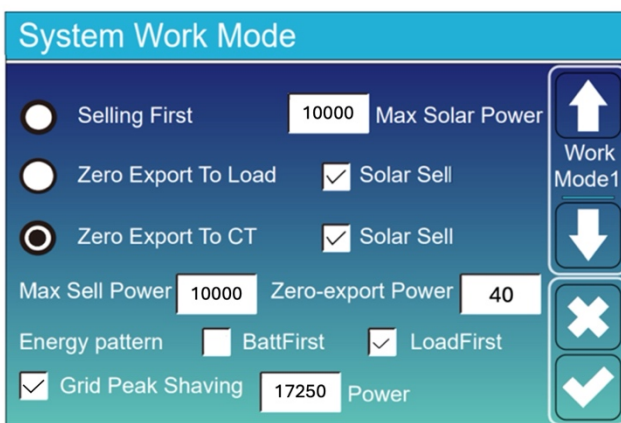 System Work Mode
Selling First 10000 Max Solar Power
Work
Mode1
Zero Export To Load Solar Sell
Zero Export To CT Solar Sell
Max Sell Power 10000 Zero-export Power 40
Energy pattern BattFirst LoadFirst
Grid Peak Shaving 17250 Power